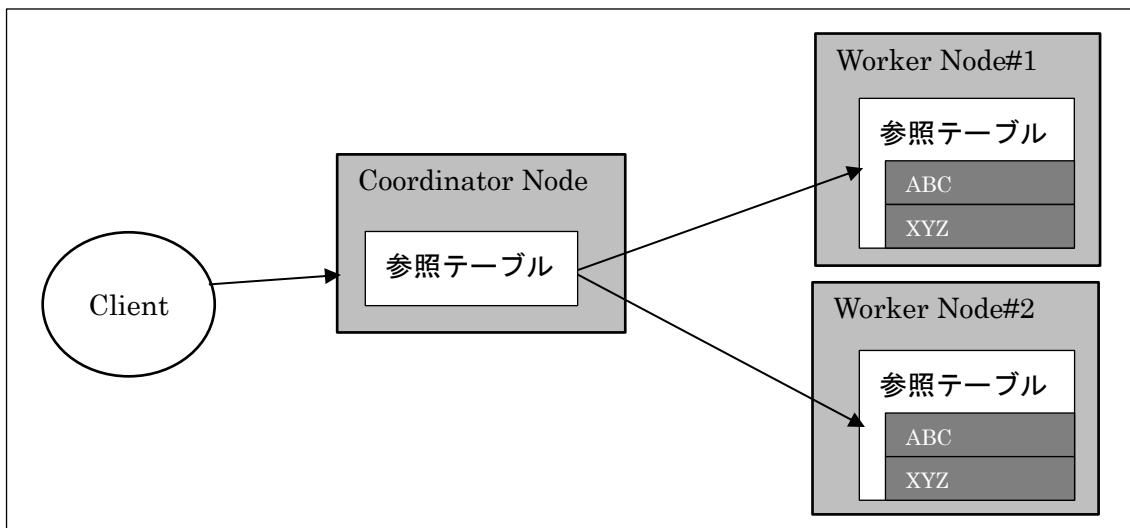 Client
Coordinator Node
参照テーブル
Worker Node#1
参照テーブル
ABC
XYZ
Worker Node#2
参照テーブル
ABC
XYZ